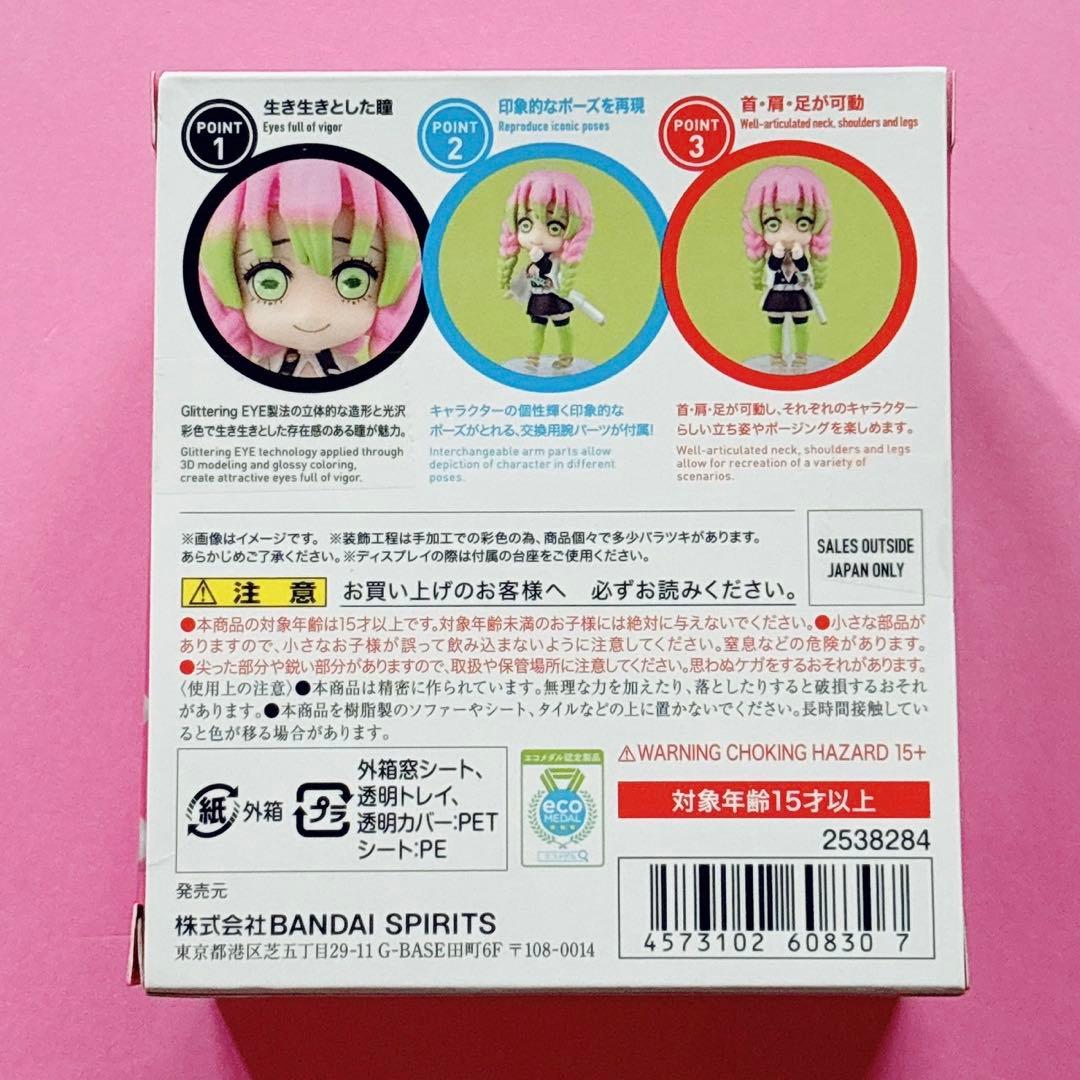 POINT
1
生き生きとした瞳
Eyes full of vigor
POINT
2
印象的なポーズを再現
Reproduce iconic poses
POINT
3
首・肩・足が可動
Well-articulated neck, shoulders and legs
Glittering EYE製法の立体的な造形と光沢
彩色で生き生きとした存在感のある瞳が魅力。
Glittering EYE technology applied through
3D modeling and glossy coloring,
create attractive eyes full of vigor.
キャラクターの個性輝く印象的な
ポーズがとれる、交換用腕パーツが付属!
Interchangeable arm parts allow
depiction of character in different
poses.
首・肩・足が可動し、それぞれのキャラクター
らしい立ち姿やポージングを楽しめます。
Well-articulated neck, shoulders and legs
allow for recreation of a variety of
scenarios.
※画像はイメージです。 ※装飾工程は手加工での彩色の為、商品個々で多少バラツキがあります。
あらかじめご了承ください。※ディスプレイの際は付属の台座をご使用ください。
SALES OUTSIDE
JAPAN ONLY
⚠ 注 意 お買い上げのお客様へ 必ずお読みください。
●本商品の対象年齢は15才以上です。対象年齢未満のお子様には絶対に与えないでください。●小さな部品が
ありますので、小さなお子様が誤って飲み込まないように注意してください。窒息などの危険があります。
●尖った部分や鋭い部分がありますので、取扱や保管場所に注意してください。思わぬケガをするおそれがあります。
〈使用上の注意〉●本商品は精密に作られています。無理な力を加えたり、落としたりすると破損するおそれ
があります。●本商品を樹脂製のソファーやシート、タイルなどの上に置かないでください。長時間接触してい
ると色が移る場合があります。
紙 外箱
プラ
外箱窓シート、
透明トレイ、
透明カバー:PET
シート:PE
エコメダル認定製品
eco
MEDAL
エコメダル
⚠WARNING CHOKING HAZARD 15+
対象年齢15才以上
2538284
4573102 60830 7
発売元
株式会社BANDAI SPIRITS
東京都港区芝五丁目29-11 G-BASE田町6F 〒108-0014